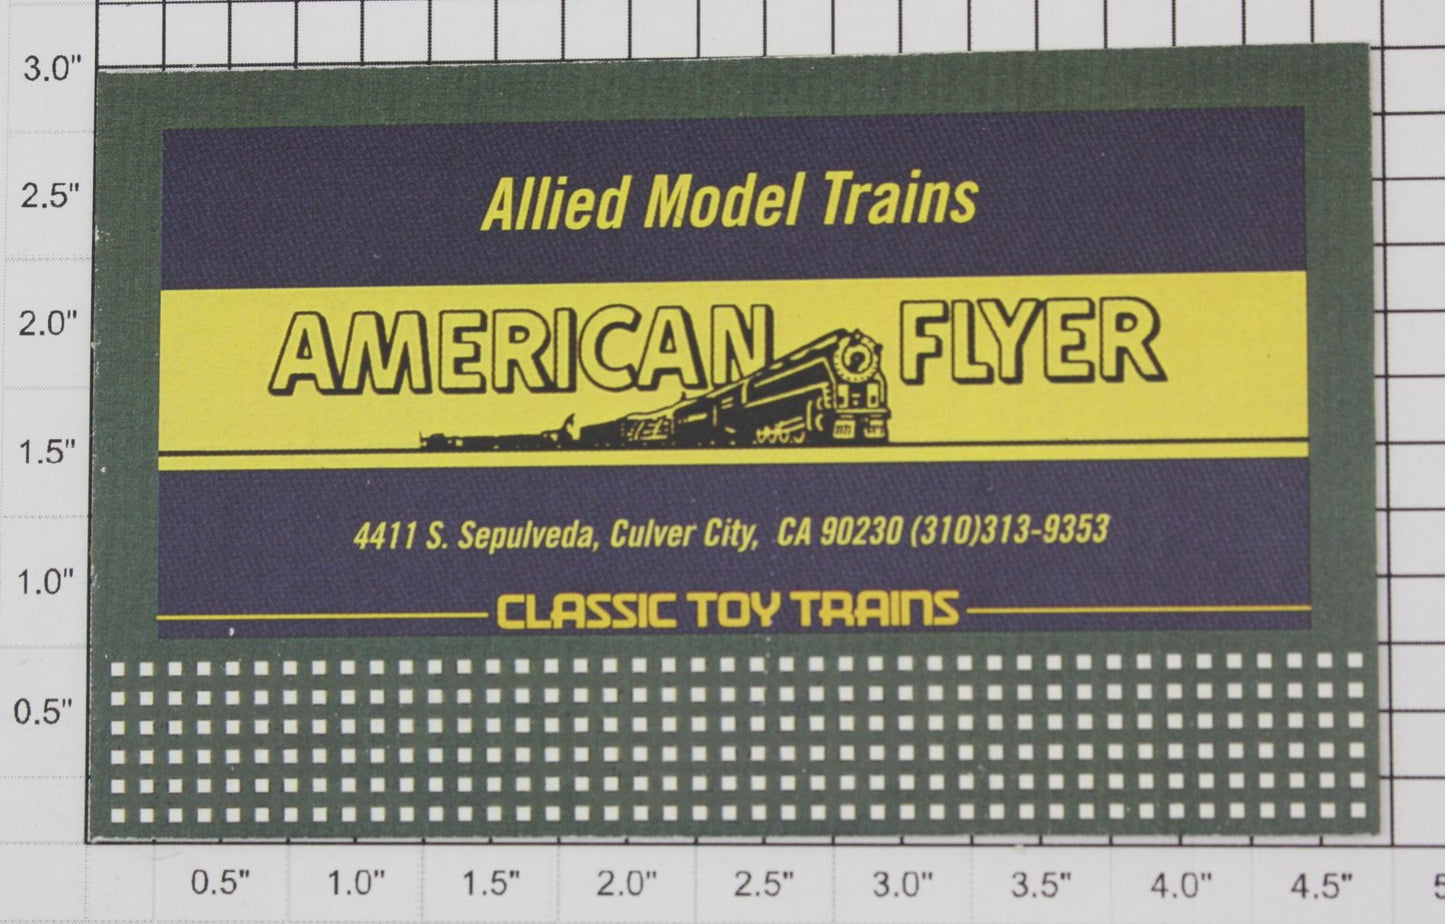 3.0"
2.5"
2.0"
1.5"
1.0"
0.5"
Allied Model Trains
AMERICAN FLYER
4411 S. Sepulveda, Culver City, CA 90230 (310)313-9353
CLASSIC TOY TRAINS
0.5" 1.0" 1.5" 2.0" 2.5" 3.0" 3.5" 4.0" 4.5" 5